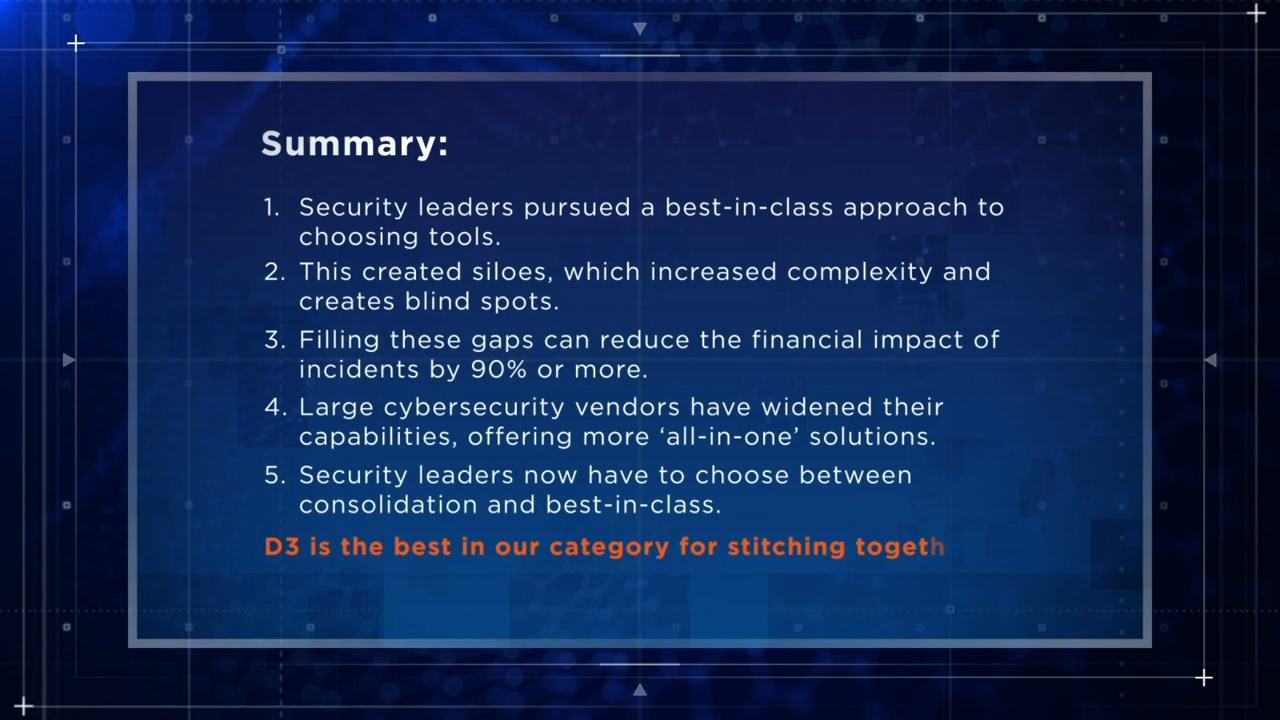 Summary:
1. Security leaders pursued a best-in-class approach to
choosing tools.
2. This created siloes, which increased complexity and
creates blind spots.
3. Filling these gaps can reduce the financial impact of
incidents by 90% or more.
4. Large cybersecurity vendors have widened their
capabilities, offering more ‘all-in-one’ solutions.
5. Security leaders now have to choose between
consolidation and best-in-class.
D3 is the best in our category for stitching togeth